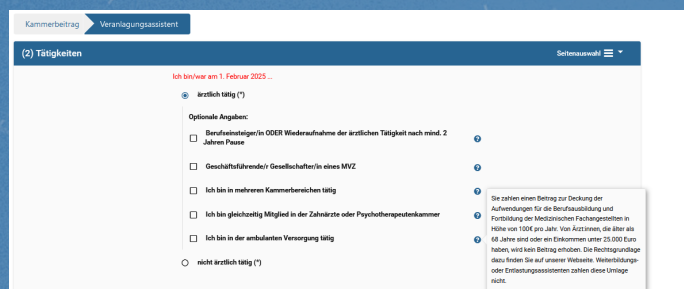 Kammerbeitrag
Veranlagungsassistent
(2) Tätigkeiten
Seitenauswahl
Ich bin/war am 1. Februar 2025 ...
ärztlich tätig (*)
Optionale Angaben:
Berufseinsteiger/in ODER Wiederaufnahme der ärztlichen Tätigkeit nach mind. 2
Jahren Pause
Geschäftsführende/r Gesellschafter/in eines MVZ
Ich bin in mehreren Kammerbereichen tätig
Ich bin gleichzeitig Mitglied in der Zahnärzte oder Psychotherapeutenkammer
Ich bin in der ambulanten Versorgung tätig
nicht ärztlich tätig (*)
Sie zahlen einen Beitrag zur Deckung der
Aufwendungen für die Berufsausbildung und
Fortbildung der Medizinischen Fachangestellten in
Höhe von 100€ pro Jahr. Von Ärzt:innen, die älter als
68 Jahre sind oder ein Einkommen unter 25.000 Euro
haben, wird kein Beitrag erhoben. Die Rechtsgrundlage
dazu finden Sie auf unserer Webseite. Weiterbildungs-
oder Entlastungsassistenten zahlen diese Umlage
nicht.